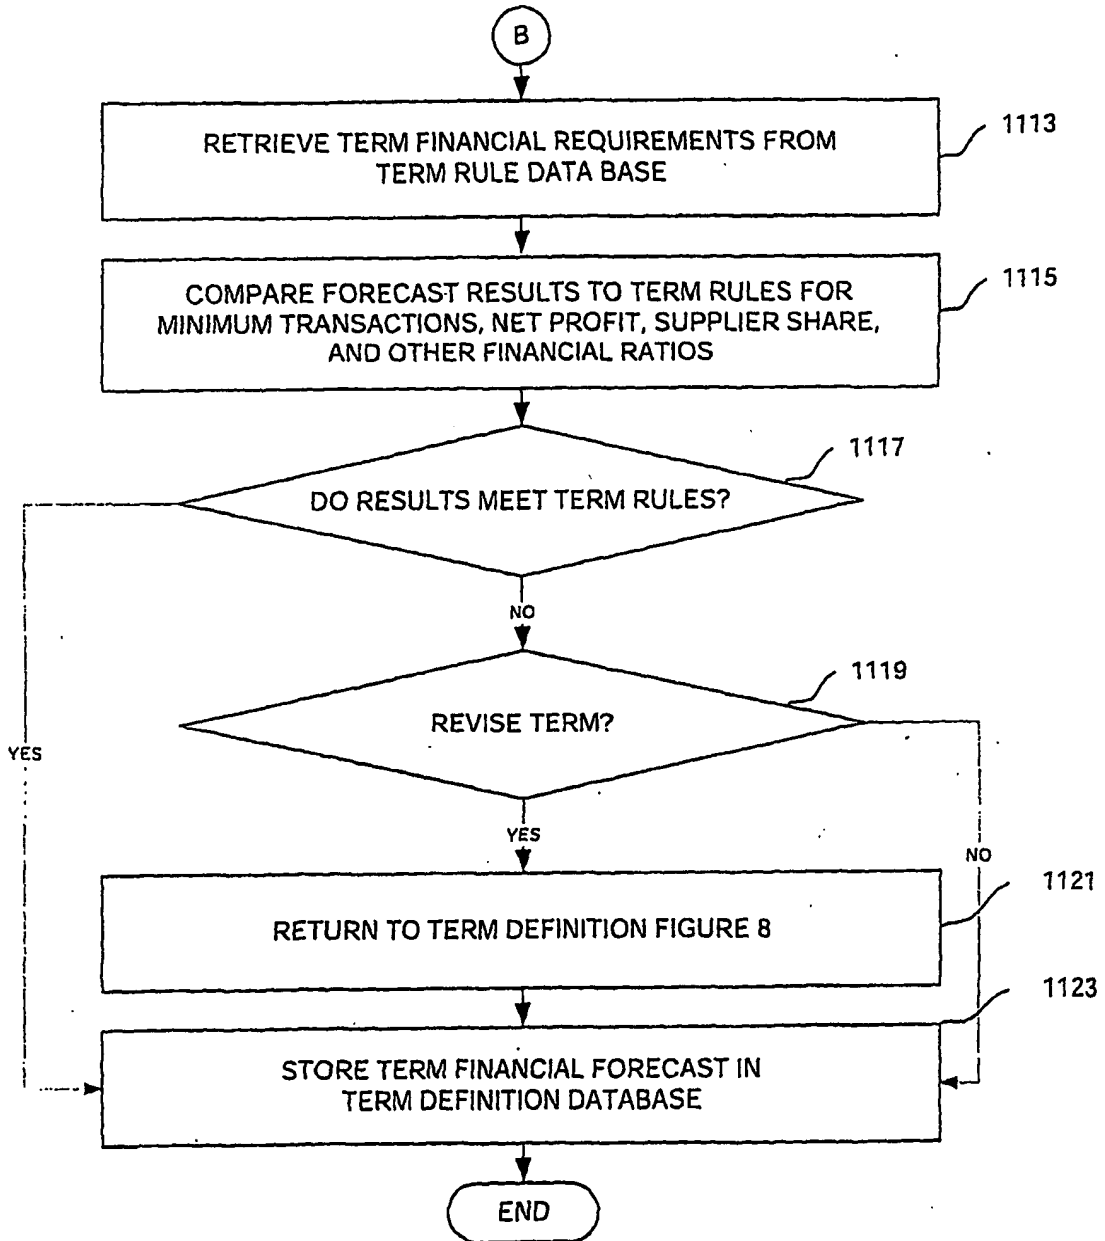 B
RETRIEVE TERM FINANCIAL REQUIREMENTS FROM
TERM RULE DATA BASE
1113
COMPARE FORECAST RESULTS TO TERM RULES FOR
MINIMUM TRANSACTIONS, NET PROFIT, SUPPLIER SHARE,
AND OTHER FINANCIAL RATIOS
1115
DO RESULTS MEET TERM RULES?
1117
NO
REVISE TERM?
1119
YES
YES
NO
RETURN TO TERM DEFINITION FIGURE 8
1121
STORE TERM FINANCIAL FORECAST IN
TERM DEFINITION DATABASE
1123
END